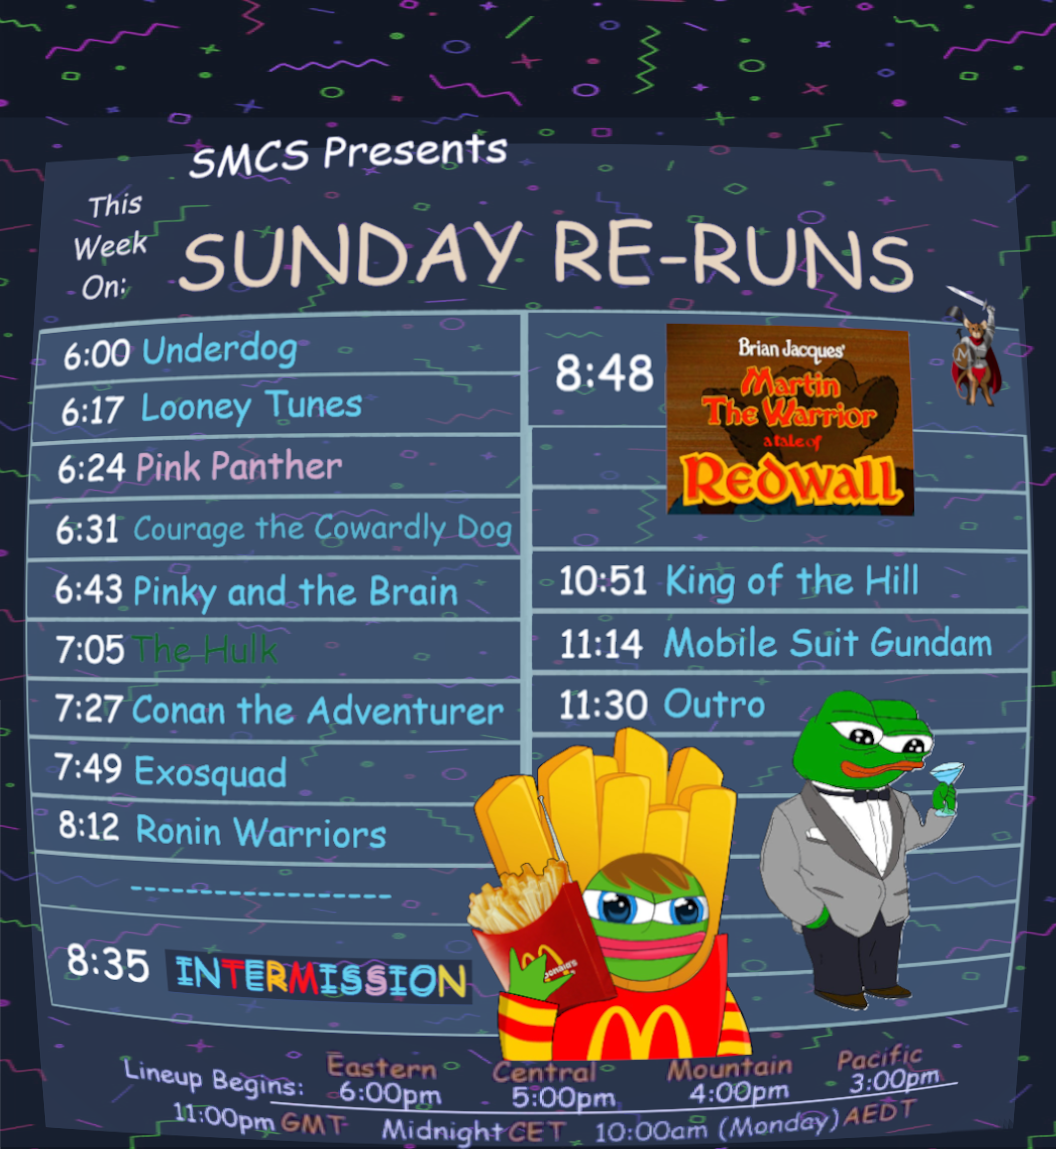 SMCS Presents
This
Week
On:
SUNDAY RE-RUNS
6:00 Underdog
6:17 Looney Tunes
6:24 Pink Panther
6:31 Courage the Cowardly Dog
6:43 Pinky and the Brain
7:05 The Hulk
7:27 Conan the Adventurer
7:49 Exosquad
8:12 Ronin Warriors
------------------
8:35 INTERMISSION
8:48
Brian Jacques'
Martin
The Warrior
a tale of
Redwall
M
10:51 King of the Hill
11:14 Mobile Suit Gundam
11:30 Outro
Lineup Begins:
Eastern
6:00pm
Central
5:00pm
Mountain
4:00pm
Pacific
3:00pm
11:00pm GMT
Midnight CET
10:00am (Monday) AEDT